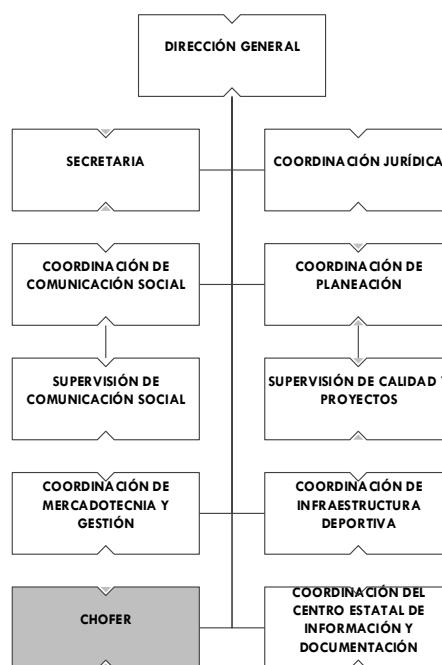 DIRECCIÓN GENERAL
SECRETARIA
COORDINACIÓN JURÍDICA
COORDINACIÓN DE
COMUNICACIÓN SOCIAL
COORDINACIÓN DE
PLANEACIÓN
SUPERVISIÓN DE
COMUNICACIÓN SOCIAL
SUPERVISIÓN DE CALIDAD Y
PROYECTOS
COORDINACIÓN DE
MERCADOTECNIA Y
GESTIÓN
COORDINACIÓN DE
INFRAESTRUCTURA
DEPORTIVA
CHOFER
COORDINACIÓN DEL
CENTRO ESTATAL DE
INFORMACIÓN Y
DOCUMENTACIÓN